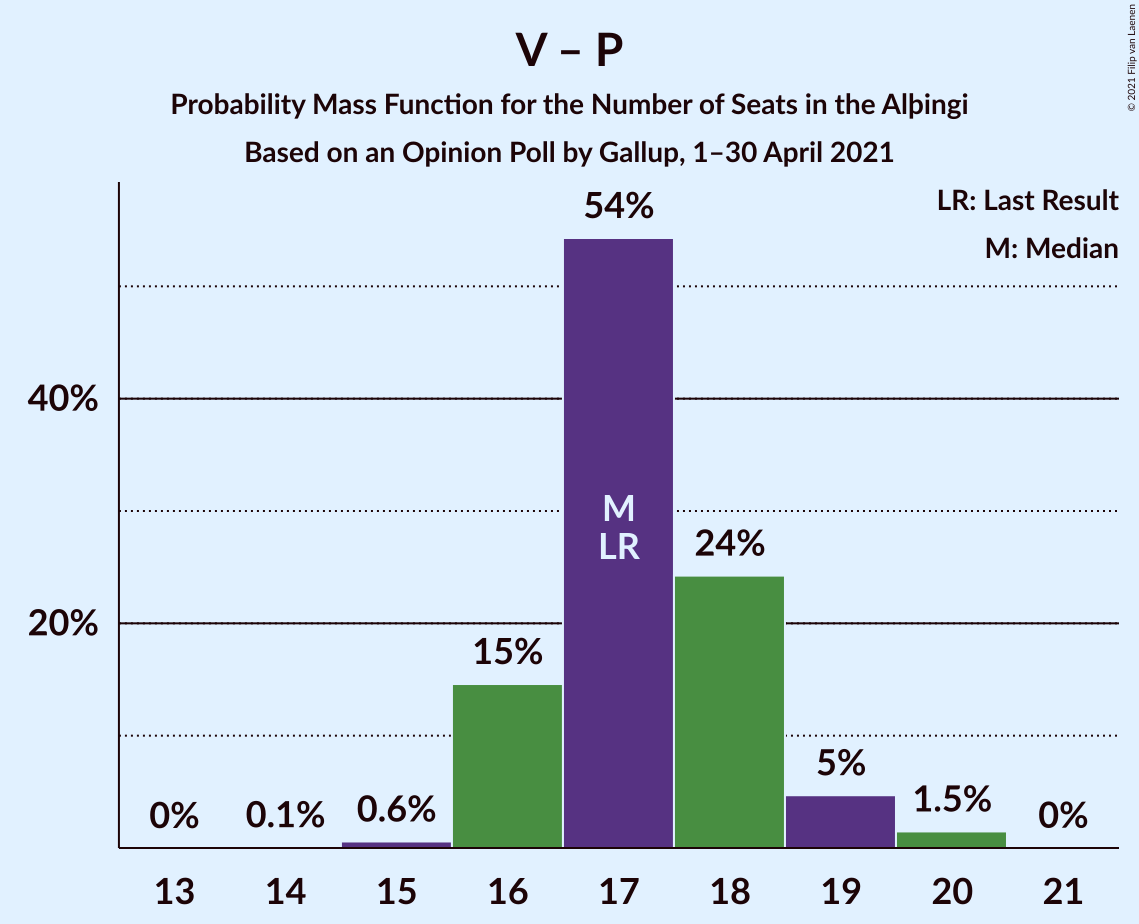 V – P
Probability Mass Function for the Number of Seats in the Alþingi
Based on an Opinion Poll by Gallup, 1–30 April 2021
© 2021 Filip van Laenen
LR: Last Result
M: Median
54%
40%
M
LR
24%
20%
15%
5%
1.5%
0.6%
0%
0.1%
0%
13 14 15 16 17 18 19 20 21